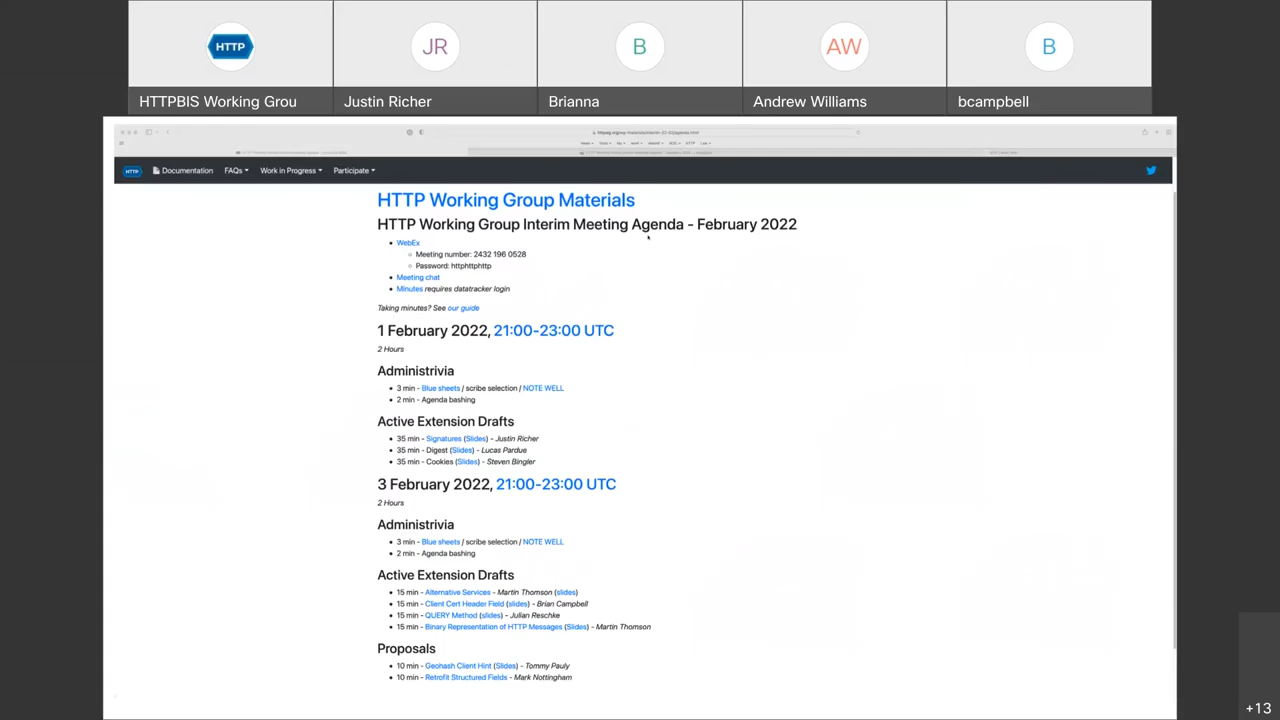 HTTP
JR
B
AW
B
HTTPBIS Working Grou
Justin Richer
Brianna
Andrew Williams
bcampbell
HTTP
Documentation
FAQs
Work in Progress
Participate
HTTP Working Group Materials
HTTP Working Group Interim Meeting Agenda - February 2022
WebEx
Meeting number: 2432 196 0528
Password: httphttphttp
Meeting chat
Minutes requires datatracker login
Taking minutes? See our guide
1 February 2022, 21:00-23:00 UTC
2 Hours
Administrivia
3 min - Blue sheets / scribe selection / NOTE WELL
2 min - Agenda bashing
Active Extension Drafts
35 min - Signatures (Slides) - Justin Richer
35 min - Digest (Slides) - Lucas Pardue
35 min - Cookies (Slides) - Steven Bingler
3 February 2022, 21:00-23:00 UTC
2 Hours
Administrivia
3 min - Blue sheets / scribe selection / NOTE WELL
2 min - Agenda bashing
Active Extension Drafts
15 min - Alternative Services - Martin Thomson (slides)
15 min - Client Cert Header Field (slides) - Brian Campbell
15 min - QUERY Method (slides) - Julian Reschke
15 min - Binary Representation of HTTP Messages (Slides) - Martin Thomson
Proposals
10 min - Geohash Client Hint (Slides) - Tommy Pauly
10 min - Retrofit Structured Fields - Mark Nottingham
+13